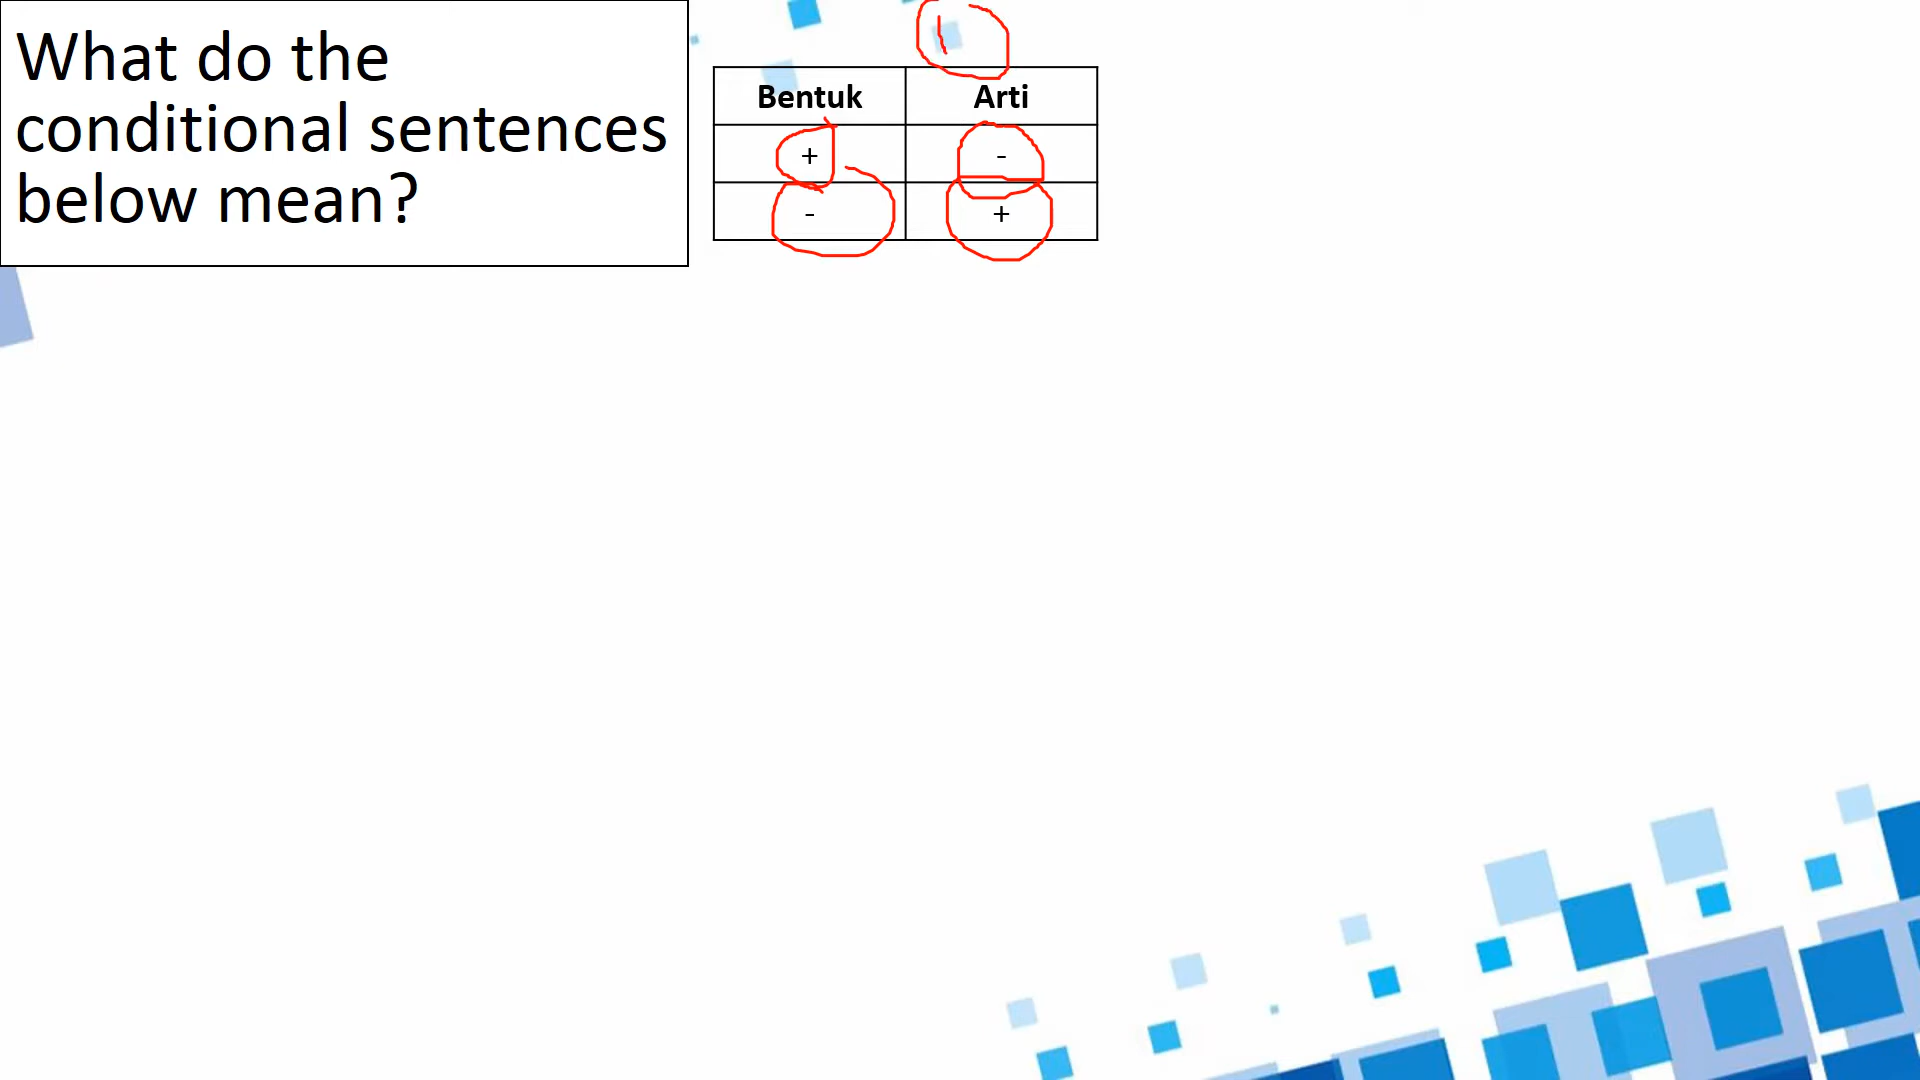 What do the
conditional sentences
below mean?
Bentuk Arti
+ -
- +